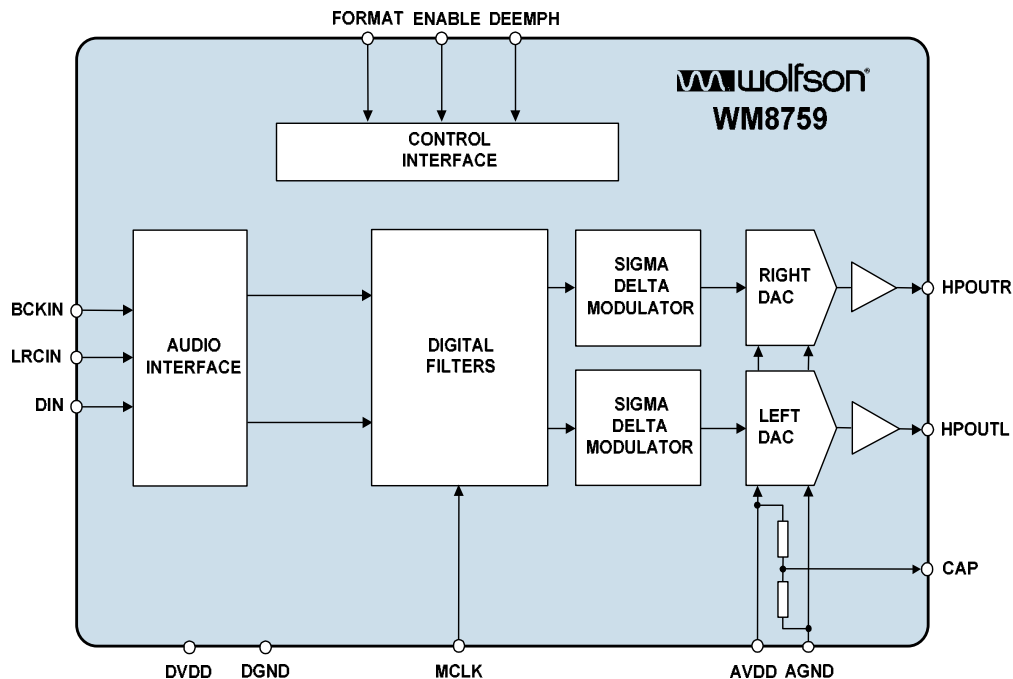 FORMAT ENABLE DEEMPH
wolfson®
WM8759
CONTROL
INTERFACE
SIGMA
DELTA
MODULATOR
RIGHT
DAC
HPOUTR
BCKIN
LRCIN
DIN
AUDIO
INTERFACE
DIGITAL
FILTERS
SIGMA
DELTA
MODULATOR
LEFT
DAC
HPOUTL
CAP
DVDD
DGND
MCLK
AVDD
AGND